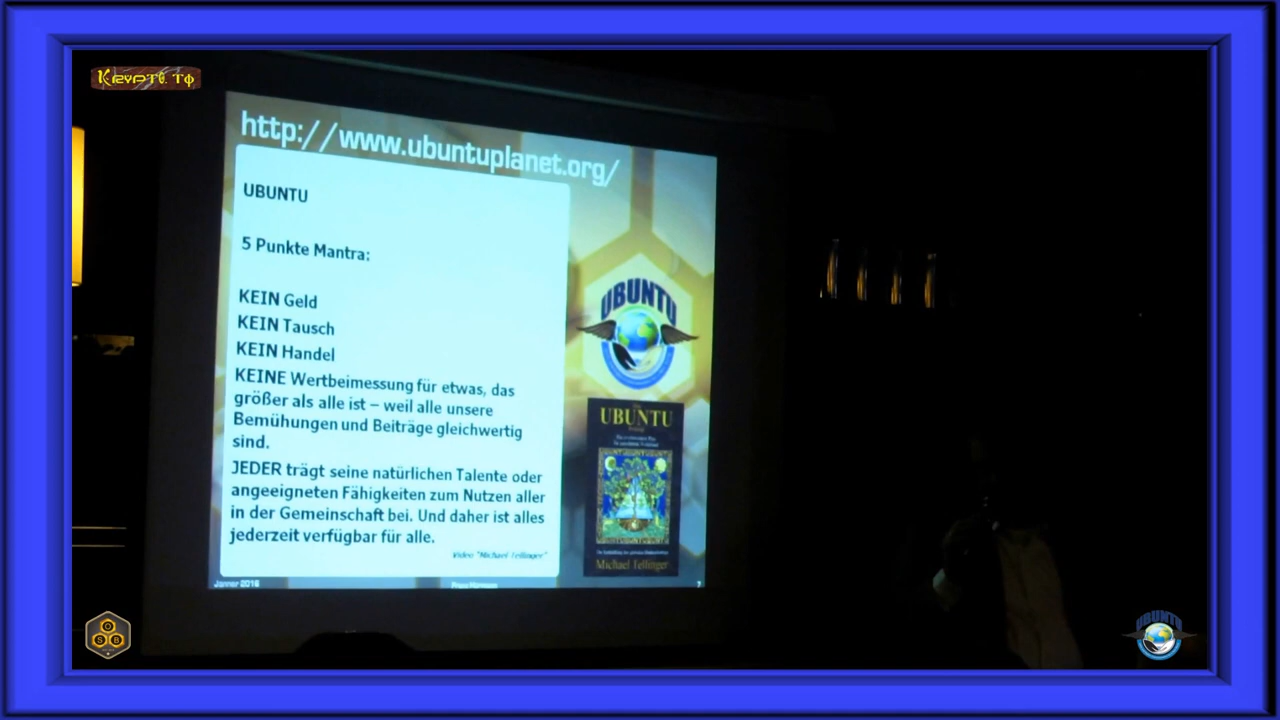 Krypto.To
http://www.ubuntuplanet.org/
UBUNTU
5 Punkte Mantra:
KEIN Geld
KEIN Tausch
KEIN Handel
KEINE Wertbeimessung für etwas, das
größer als alle ist – weil alle unsere
Bemühungen und Beiträge gleichwertig
sind.
JEDER trägt seine natürlichen Talente oder
angeeigneten Fähigkeiten zum Nutzen aller
in der Gemeinschaft bei. Und daher ist alles
jederzeit verfügbar für alle.
Video "Michael Tellinger"
Jänner 2016
7
UBUNTU
UBUNTU
Michael Tellinger
O
S B
UBUNTU